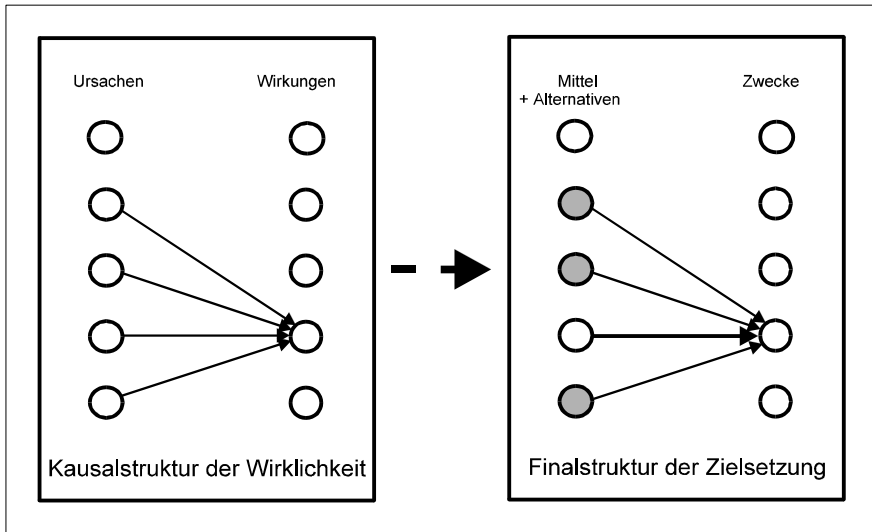 Ursachen
Wirkungen
Kausalstruktur der Wirklichkeit
Mittel
+ Alternativen
Zwecke
Finalstruktur der Zielsetzung